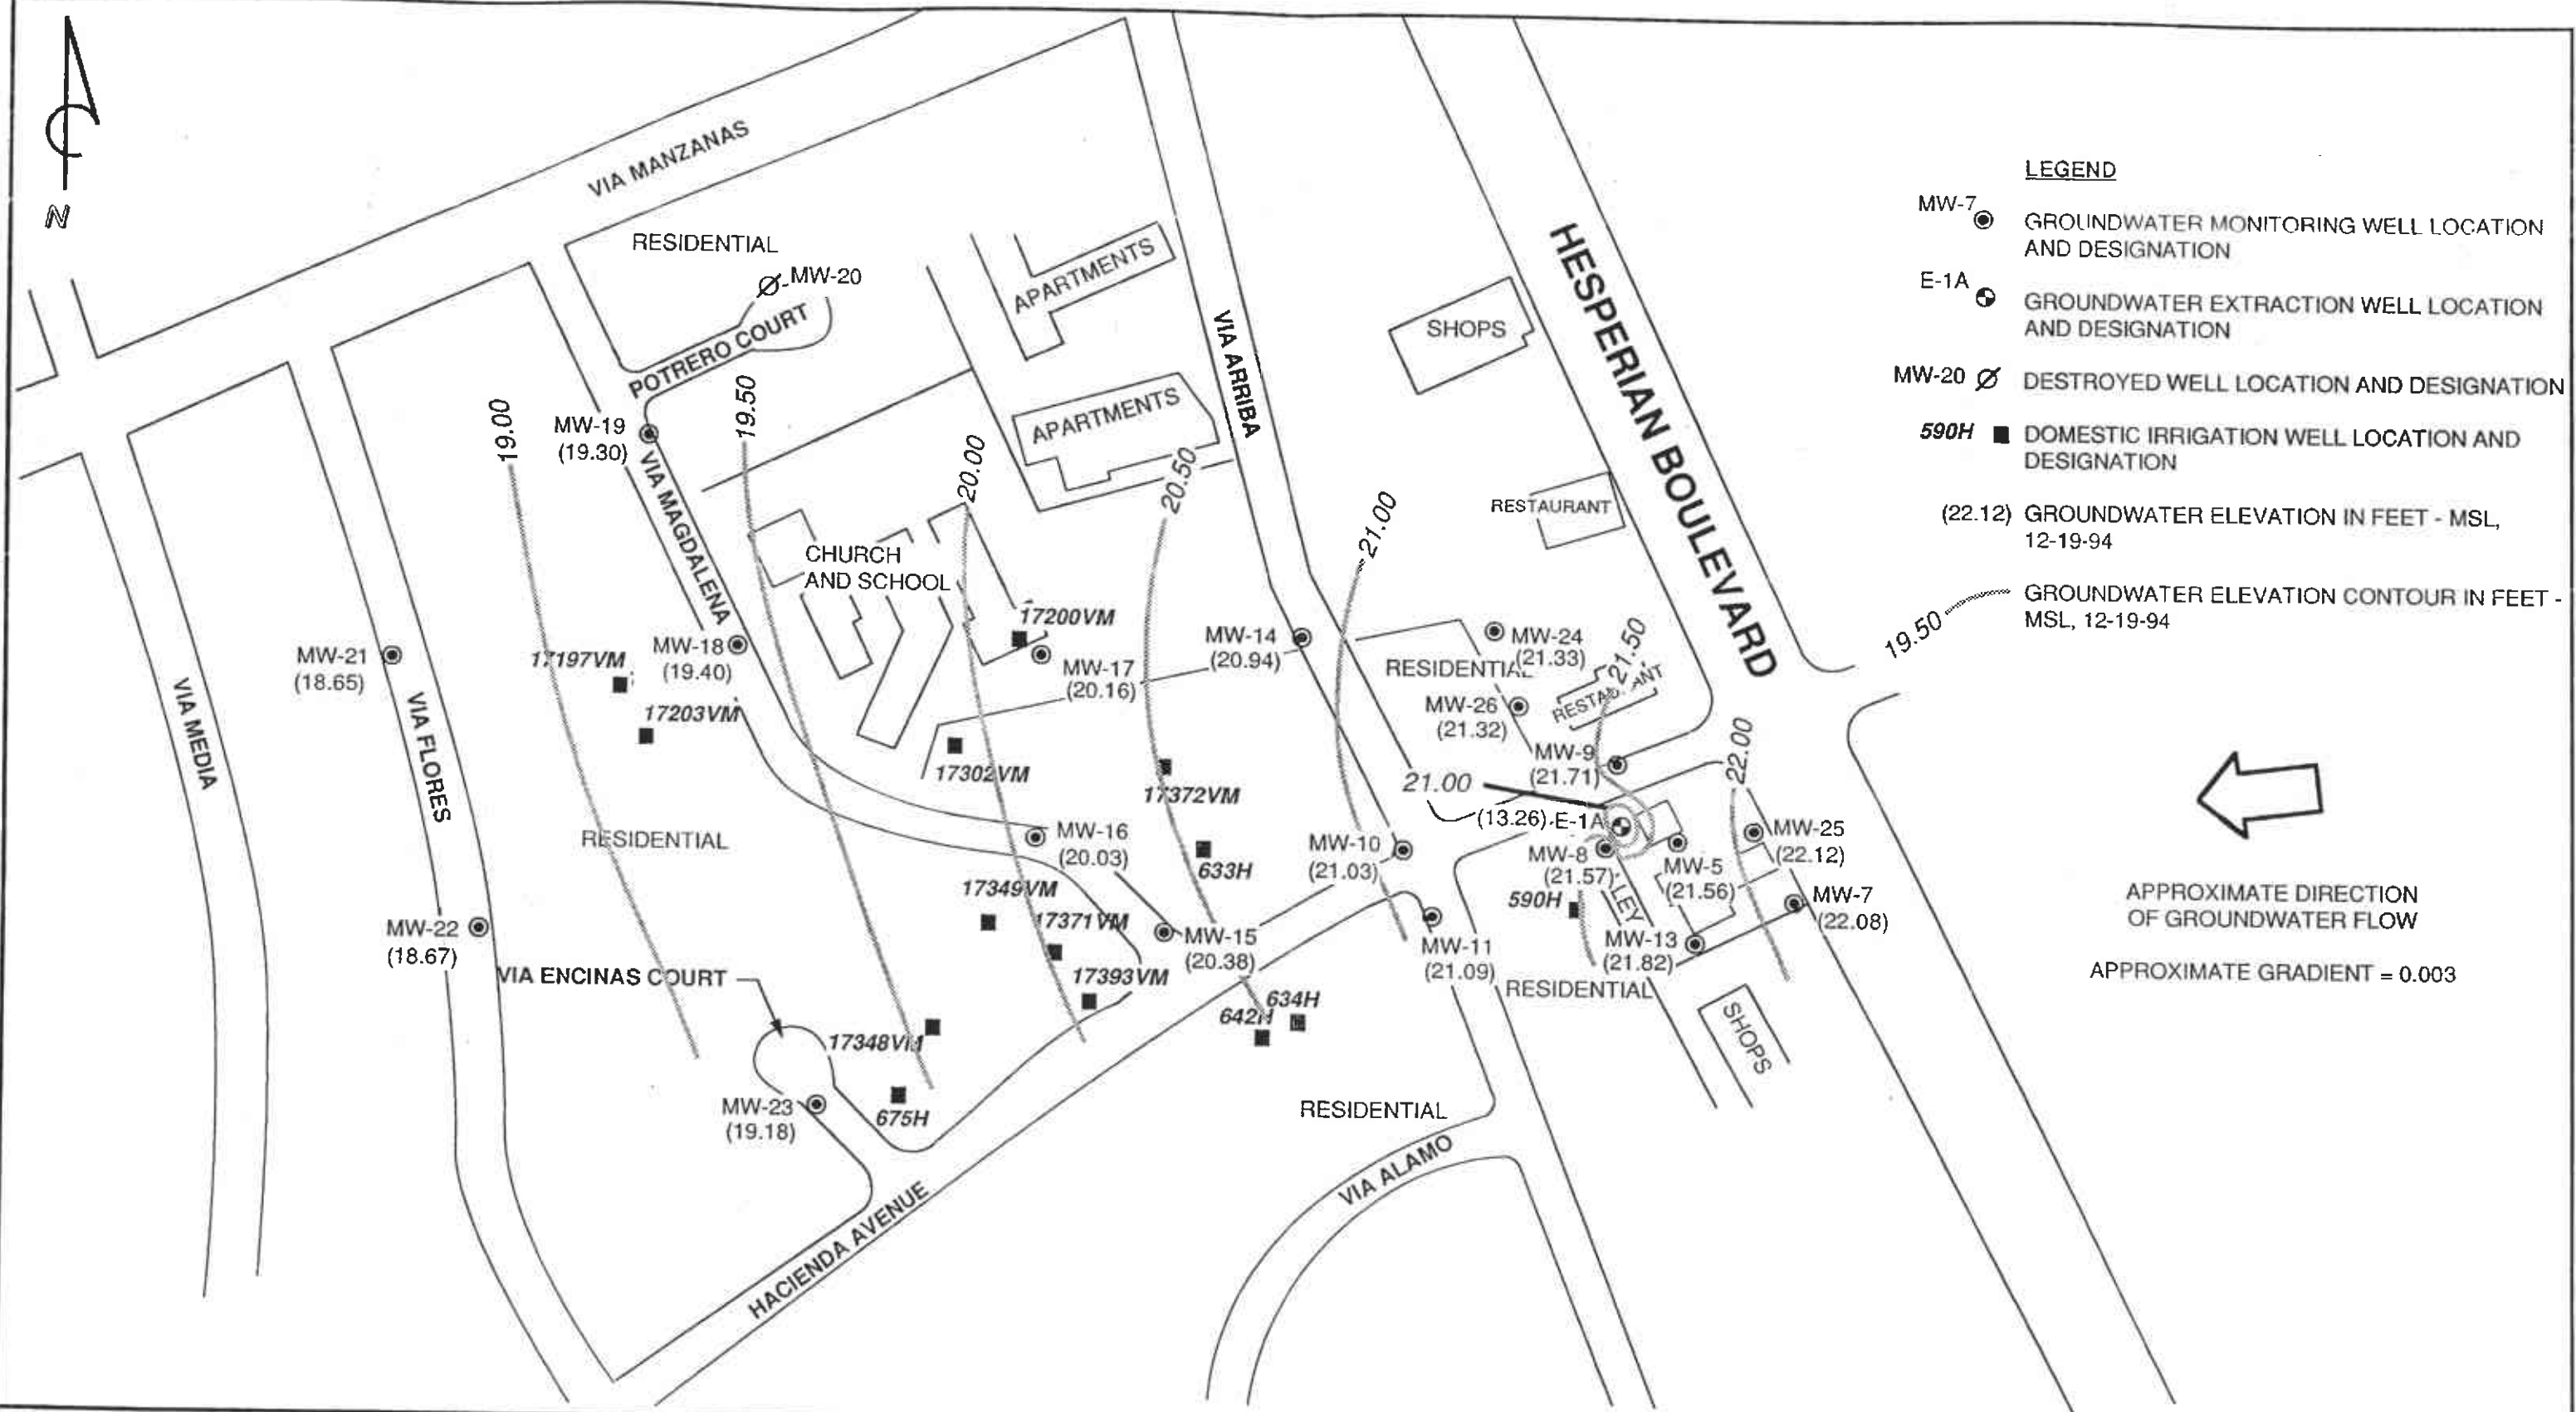 N
VIA MANZANAS
RESIDENTIAL
MW-20
POTRERO COURT
APARTMENTS
APARTMENTS
VIA ARRIBA
SHOPS
HESPERIAN BOULEVARD
RESTAURANT
LEGEND
MW-7
GROUNDWATER MONITORING WELL LOCATION
AND DESIGNATION
E-1A
GROUNDWATER EXTRACTION WELL LOCATION
AND DESIGNATION
MW-20
DESTROYED WELL LOCATION AND DESIGNATION
590H
DOMESTIC IRRIGATION WELL LOCATION AND
DESIGNATION
(22.12)
GROUNDWATER ELEVATION IN FEET - MSL,
12-19-94
19.50
GROUNDWATER ELEVATION CONTOUR IN FEET -
MSL, 12-19-94
19.00
MW-19
(19.30)
19.50
20.00
20.50
21.00
21.50
22.00
VIA MAGDALENA
CHURCH
AND SCHOOL
17200VM
MW-17
(20.16)
MW-14
(20.94)
RESIDENTIAL
MW-24
(21.33)
MW-26
(21.32)
MW-9
(21.71)
MW-21
(18.65)
17197VM
MW-18
(19.40)
17203VM
VIA MEDIA
VIA FLORES
17302VM
17372VM
21.00
(13.26)
E-1A
RESIDENTIAL
MW-16
(20.03)
633H
MW-10
(21.03)
MW-8
(21.57)
MW-5
(21.56)
MW-25
(22.12)
17349VM
17371VM
590H
LEY
MW-7
(22.08)
MW-22
(18.67)
MW-15
(20.38)
MW-11
(21.09)
MW-13
(21.82)
VIA ENCINAS COURT
17393VM
634H
642H
RESIDENTIAL
SHOPS
17348VM
MW-23
(19.18)
675H
RESIDENTIAL
VIA ALAMO
HACIENDA AVENUE
APPROXIMATE DIRECTION
OF GROUNDWATER FLOW
APPROXIMATE GRADIENT = 0.003